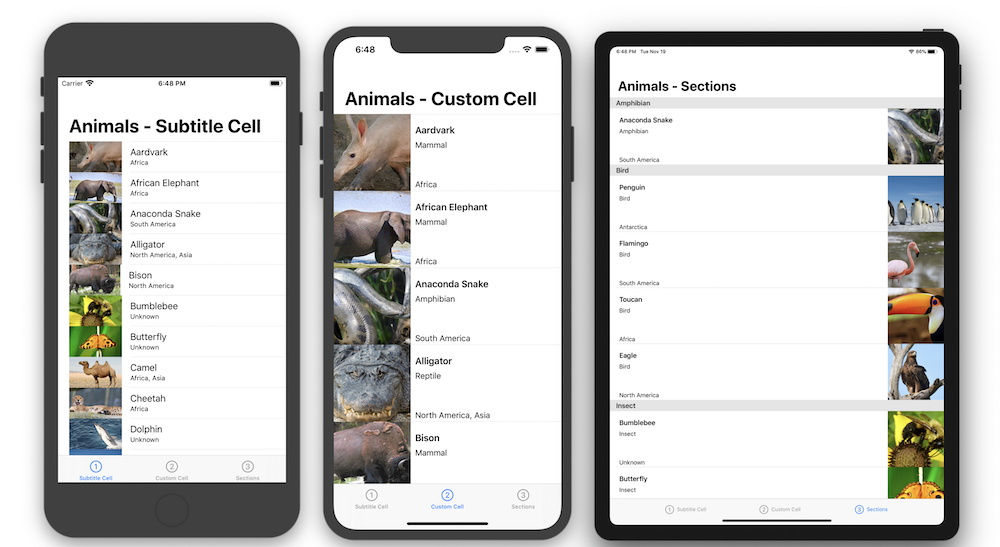 Carrier
6:48 PM
Animals - Subtitle Cell
Aardvark
Africa
African Elephant
Africa
Anaconda Snake
South America
Alligator
North America, Asia
Bison
North America
Bumblebee
Unknown
Butterfly
Unknown
Camel
Africa, Asia
Cheetah
Africa
Dolphin
Unknown
1
2
3
Subtitle Cell
Custom Cell
Sections
6:48
Animals - Custom Cell
Aardvark
Mammal
Africa
African Elephant
Mammal
Africa
Anaconda Snake
Amphibian
South America
Alligator
Reptile
North America, Asia
Bison
Mammal
1
2
3
Subtitle Cell
Custom Cell
Sections
6:48 PM Tue Nov 19
86%
Animals - Sections
Amphibian
Anaconda Snake
Amphibian
South America
Bird
Penguin
Bird
Antarctica
Flamingo
Bird
South America
Toucan
Bird
Africa
Eagle
Bird
North America
Insect
Bumblebee
Insect
Unknown
Butterfly
Insect
1 Subtitle Cell
2 Custom Cell
3 Sections